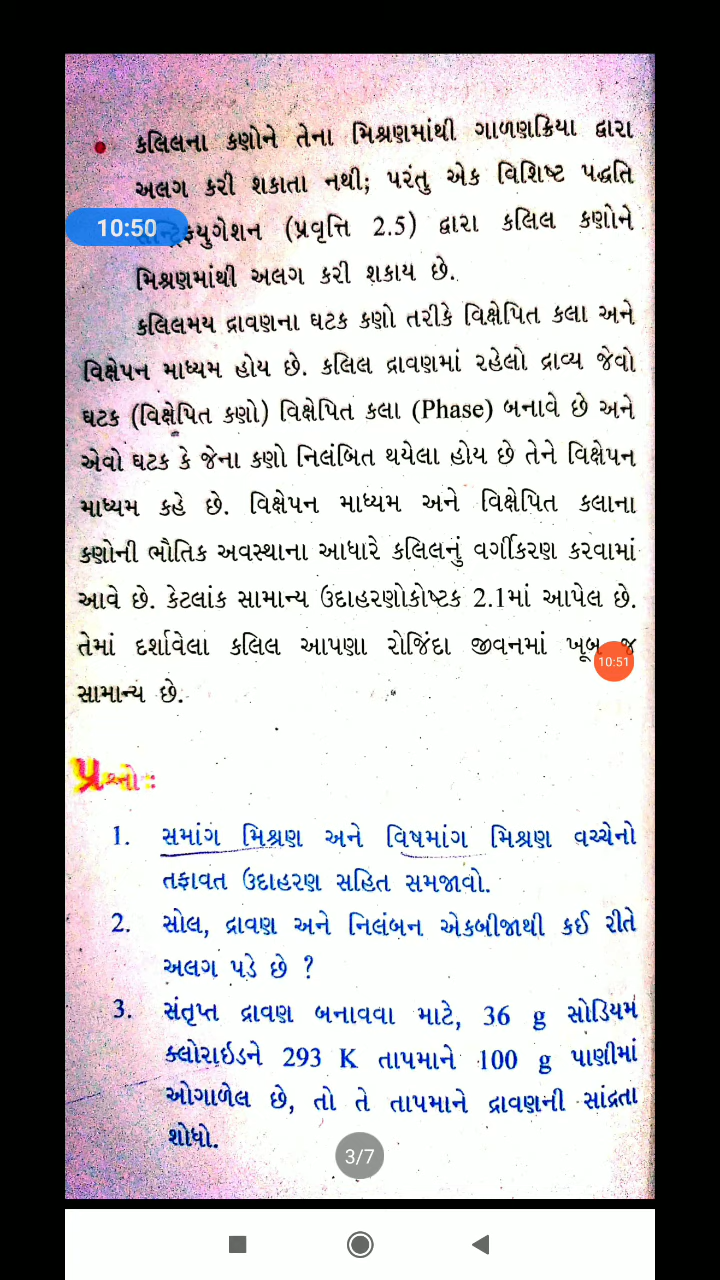 કલિલના કણોને તેના મિશ્રણમાંથી ગાળણક્રિયા દ્વારા
અલગ કરી શકાતા નથી; પરંતુ એક વિશિષ્ટ પદ્ધતિ
10:50
(પ્રવૃત્તિ 2.5) દ્વારા કલિલ કણોને
મિશ્રણમાંથી અલગ કરી શકાય છે.
કલિલમય દ્રાવણના ઘટક કણો તરીકે વિક્ષેપિત કલા અને
વિક્ષેપન માધ્યમ હોય છે. કલિલ દ્રાવણમાં રહેલો દ્રાવ્ય જેવો
ઘટક (વિક્ષેપિત કણો) વિક્ષેપિત કલા (Phase) બનાવે છે અને
એવો ઘટક કે જેના કણો નિલંબિત થયેલા હોય છે તેને વિક્ષેપન
માધ્યમ કહે છે. વિક્ષેપન માધ્યમ અને વિક્ષેપિત કલાના
કણોની ભૌતિક અવસ્થાના આધારે કલિલનું વર્ગીકરણ કરવામાં
આવે છે. કેટલાંક સામાન્ય ઉદાહરણોકોષ્ટક 2.1માં આપેલ છે.
તેમાં દર્શાવેલા કલિલ આપણા રોજિંદા જીવનમાં ખૂબ જ
10:51
સામાન્ય છે.
પ્રશ્નો :
1. સમાંગ મિશ્રણ અને વિષમાંગ મિશ્રણ વચ્ચેનો
તફાવત ઉદાહરણ સહિત સમજાવો.
2. સોલ, દ્રાવણ અને નિલંબન એકબીજાથી કઈ રીતે
અલગ પડે છે ?
3. સંતૃપ્ત દ્રાવણ બનાવવા માટે, 36 g સોડિયમ
ક્લોરાઇડને 293 K તાપમાને 100 g પાણીમાં
ઓગાળેલ છે, તો તે તાપમાને દ્રાવણની સાંદ્રતા
શોધો.
3/7